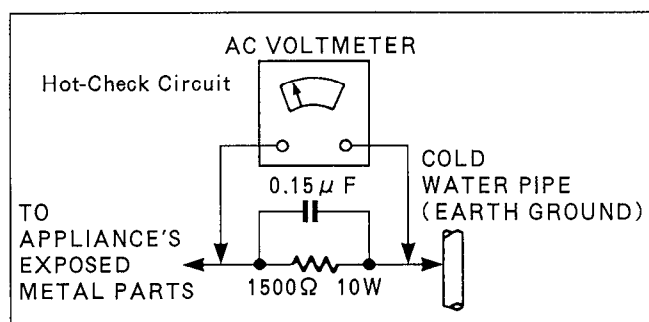 AC VOLTMETER
Hot-Check Circuit
0.15μF
COLD
WATER PIPE
(EARTH GROUND)
TO
APPLIANCE'S
EXPOSED
METAL PARTS
1500Ω 10W